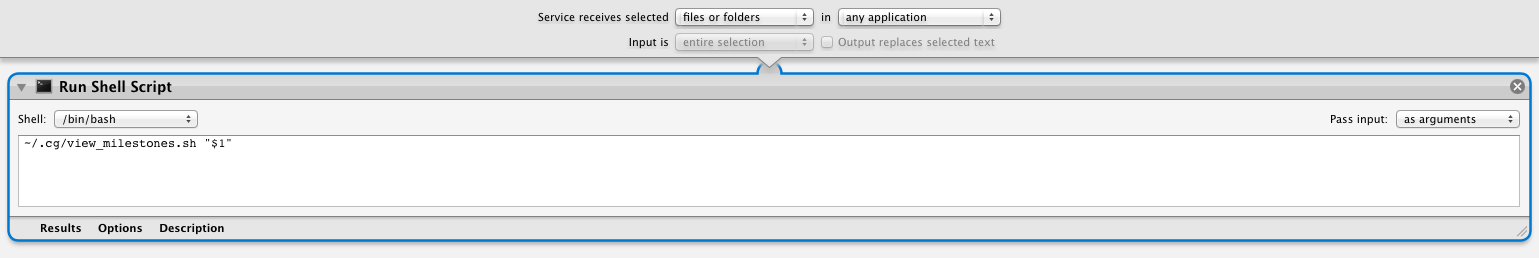 Service receives selected files or folders in any application
Input is entire selection Output replaces selected text
Run Shell Script
Shell: /bin/bash Pass input: as arguments
~/.cg/view_milestones.sh "$1"
Results Options Description